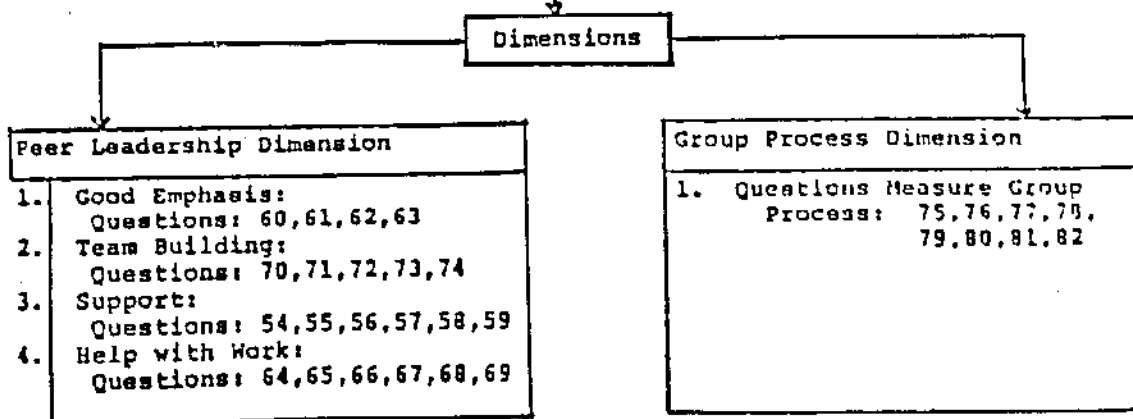 Dimensions
Peer Leadership Dimension
1. Good Emphasis:
Questions: 60,61,62,63
2. Team Building:
Questions: 70,71,72,73,74
3. Support:
Questions: 54,55,56,57,58,59
4. Help with Work:
Questions: 64,65,66,67,68,69
Group Process Dimension
1. Questions Measure Group
Process: 75,76,77,78,
79,80,81,82